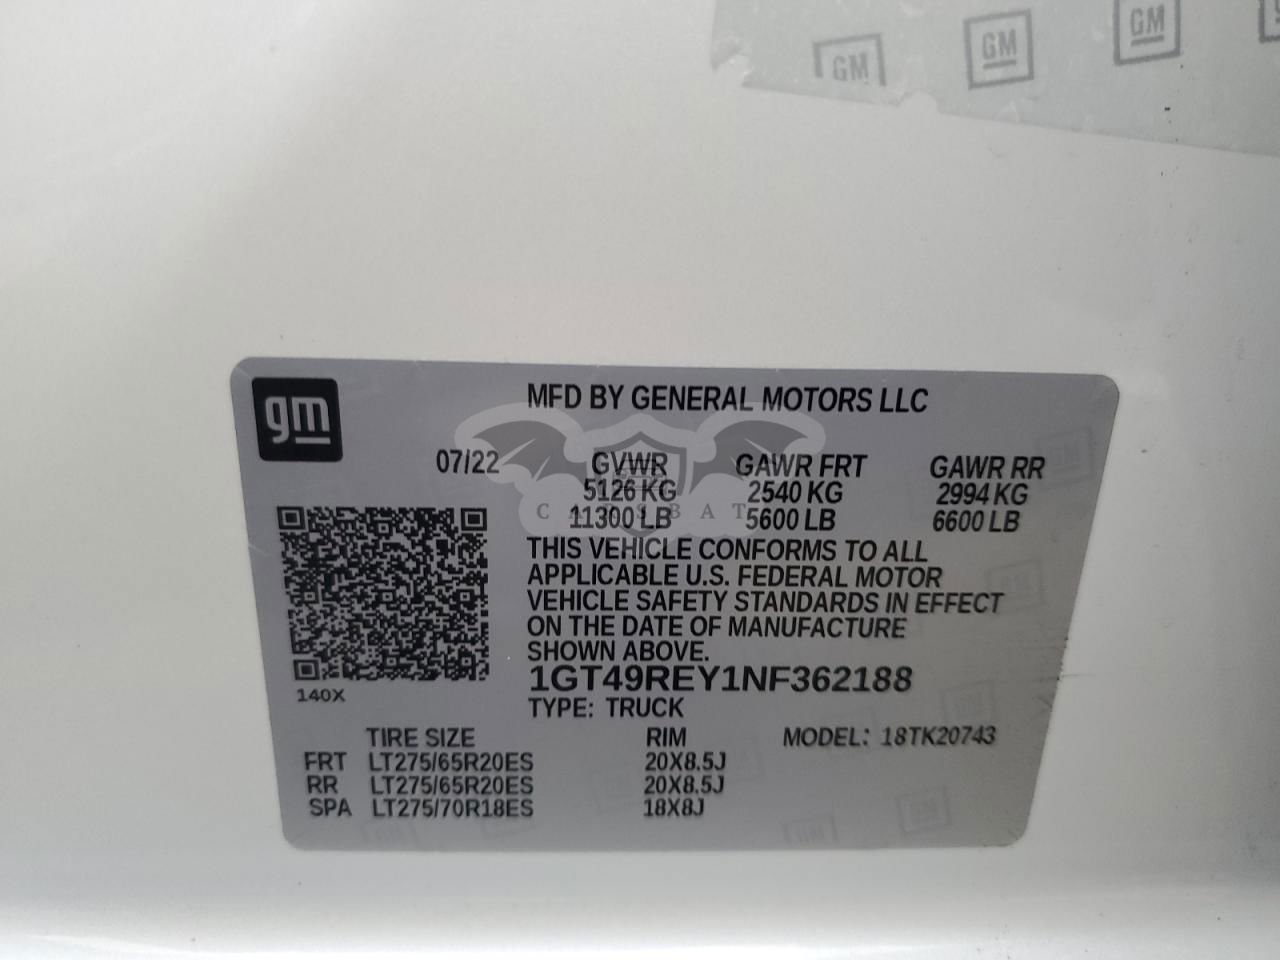 GM GM GM
gm
MFD BY GENERAL MOTORS LLC
07/22 GVWR GAWR FRT GAWR RR
5126 KG 2540 KG 2994 KG
11300 LB 5600 LB 6600 LB
CARSBAT
THIS VEHICLE CONFORMS TO ALL
APPLICABLE U.S. FEDERAL MOTOR
VEHICLE SAFETY STANDARDS IN EFFECT
ON THE DATE OF MANUFACTURE
SHOWN ABOVE.
1GT49REY1NF362188
140X
TYPE: TRUCK
TIRE SIZE RIM MODEL: 18TK20743
FRT LT275/65R20ES 20X8.5J
RR LT275/65R20ES 20X8.5J
SPA LT275/70R18ES 18X8J